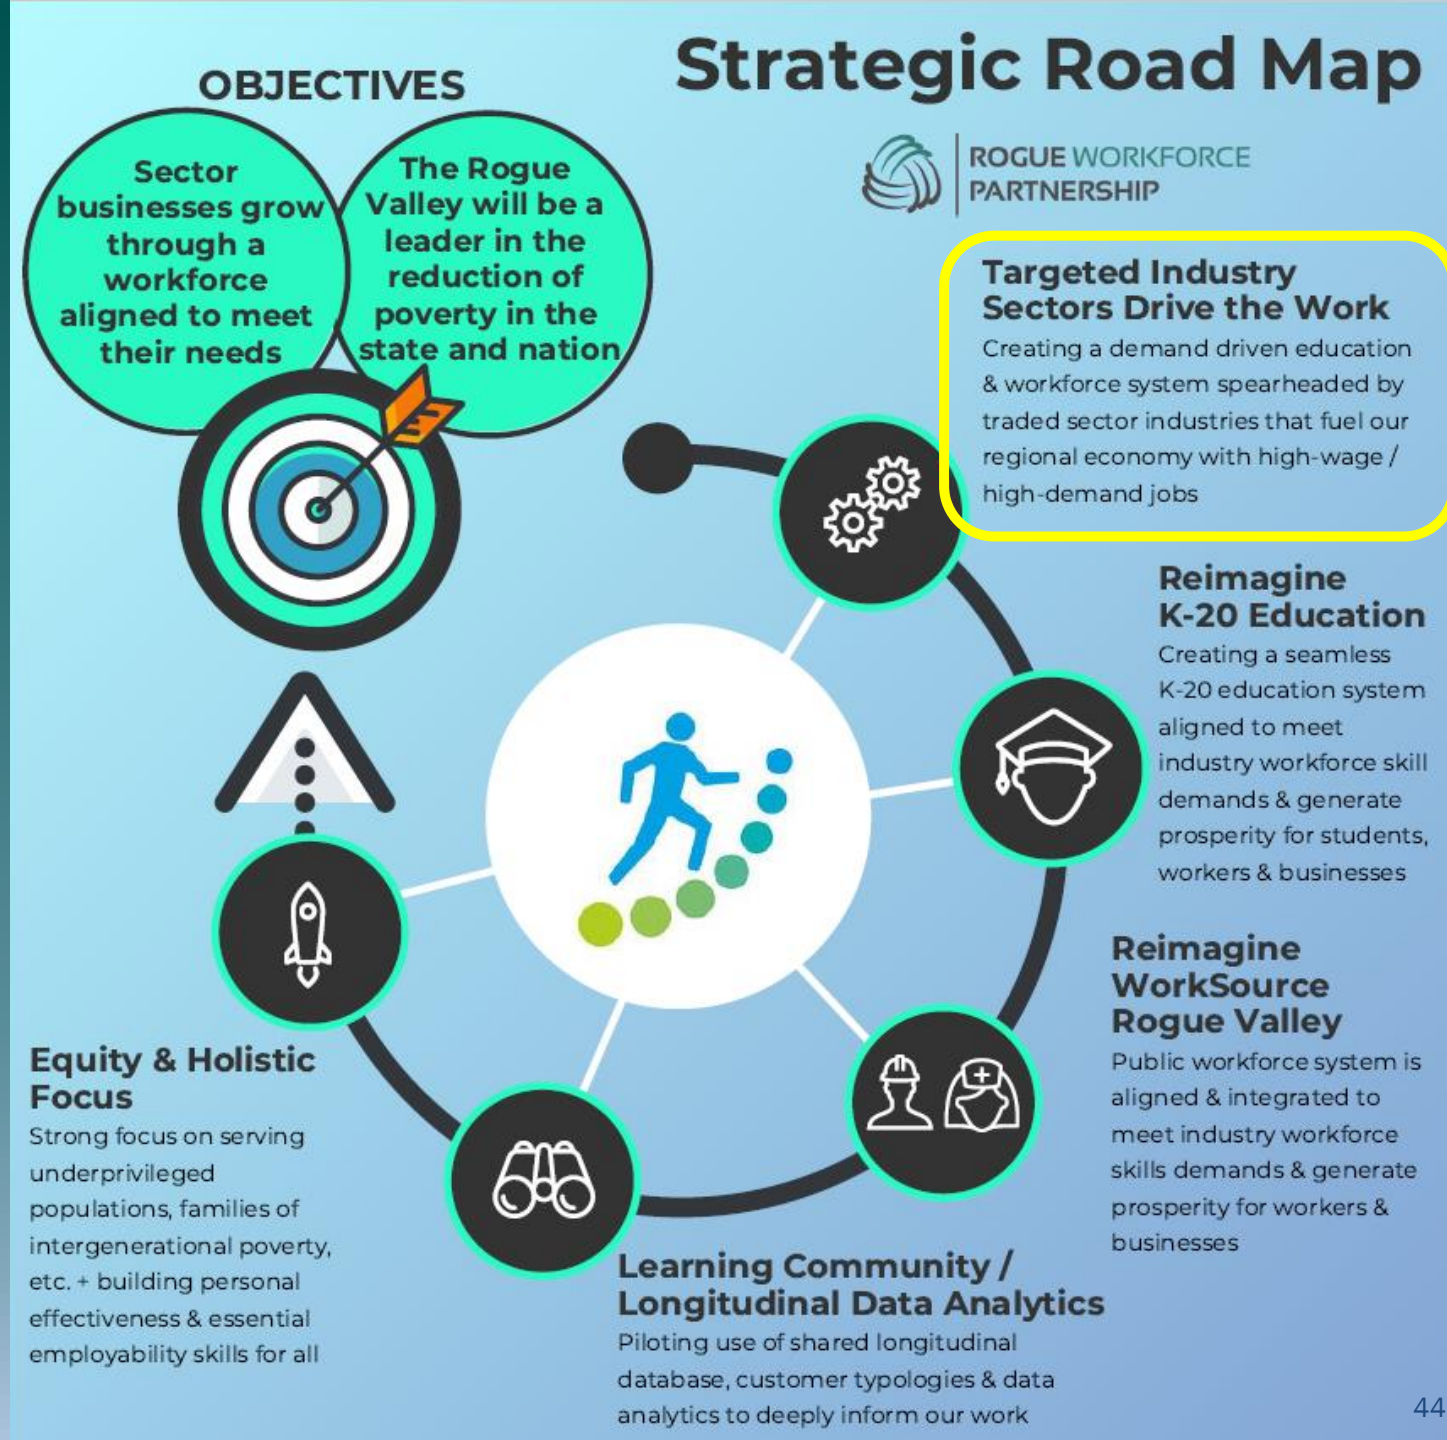 Strategic Road Map
ROGUE WORKFORCE
PARTNERSHIP
OBJECTIVES
Sector
businesses grow
through a
workforce
aligned to meet
their needs
The Rogue
Valley will be a
leader in the
reduction of
poverty in the
state and nation
Targeted Industry
Sectors Drive the Work
Creating a demand driven education
& workforce system spearheaded by
traded sector industries that fuel our
regional economy with high-wage /
high-demand jobs
Reimagine
K-20 Education
Creating a seamless
K-20 education system
aligned to meet
industry workforce skill
demands & generate
prosperity for students,
workers & businesses
Reimagine
WorkSource
Rogue Valley
Public workforce system is
aligned & integrated to
meet industry workforce
skills demands & generate
prosperity for workers &
businesses
Learning Community /
Longitudinal Data Analytics
Piloting use of shared longitudinal
database, customer typologies & data
analytics to deeply inform our work
Equity & Holistic
Focus
Strong focus on serving
underprivileged
populations, families of
intergenerational poverty,
etc. + building personal
effectiveness & essential
employability skills for all
44